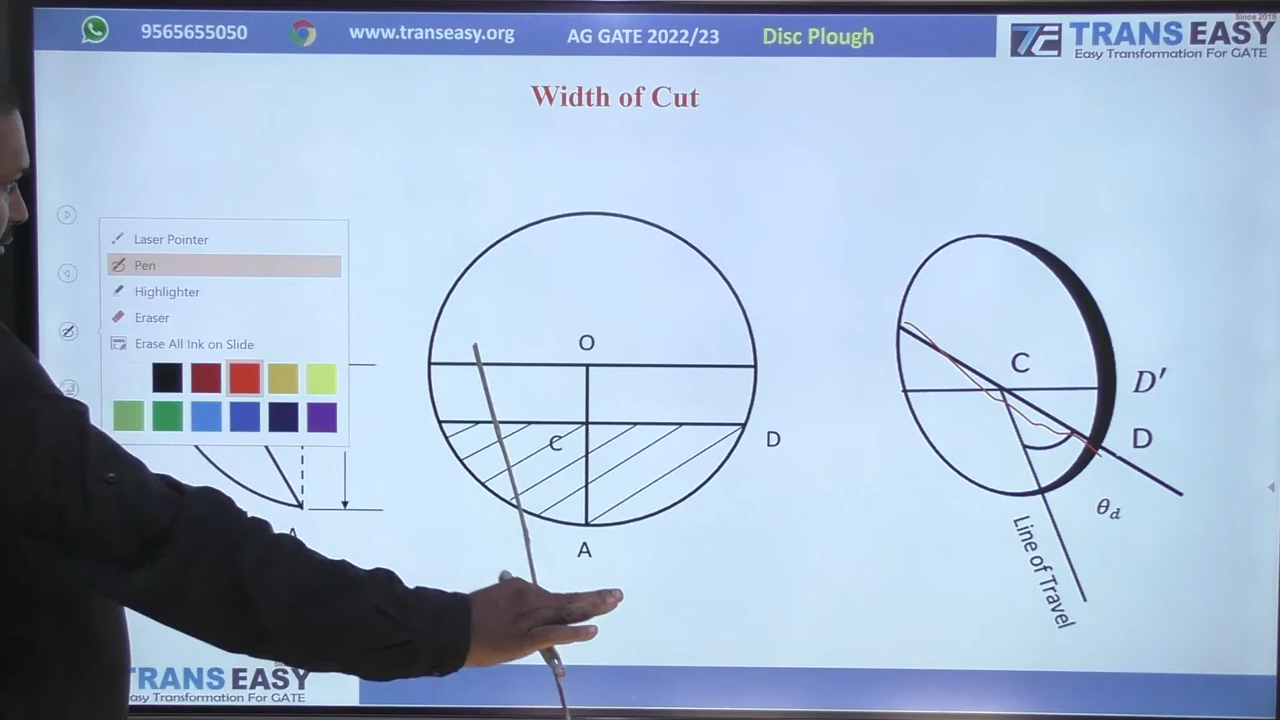 9565655050
www.transeasy.org
AG GATE 2022/23
Disc Plough
Since 2015
TRANS EASY
Easy Transformation For GATE
Width of Cut
Laser Pointer
Pen
Highlighter
Eraser
Erase All Ink on Slide
O
C
D
A
C
D′
D
θd
Line of Travel
TRANS EASY
asy Transformation For GATE